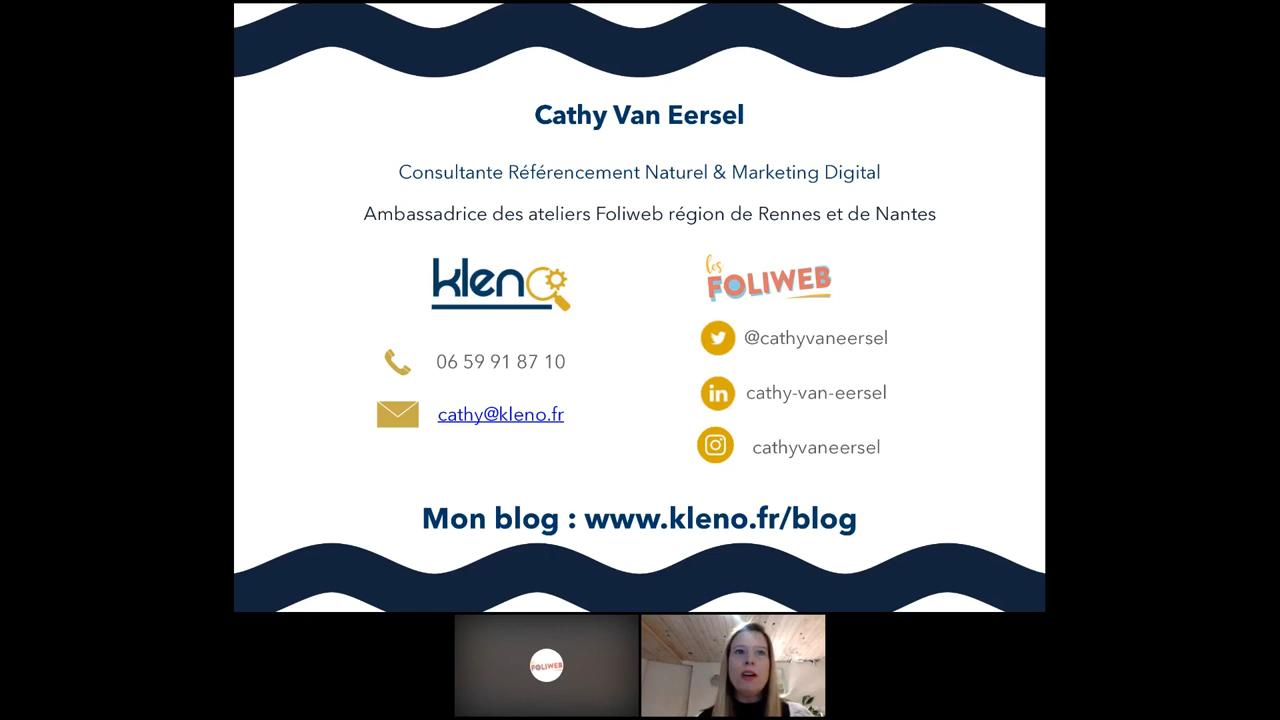 Cathy Van Eersel
Consultante Référencement Naturel & Marketing Digital
Ambassadrice des ateliers Foliweb région de Rennes et de Nantes
kleno
06 59 91 87 10
cathy@kleno.fr
les
FOLIWEB
@cathyvaneersel
in
cathy-van-eersel
cathyvaneersel
Mon blog : www.kleno.fr/blog
FOLIWEB